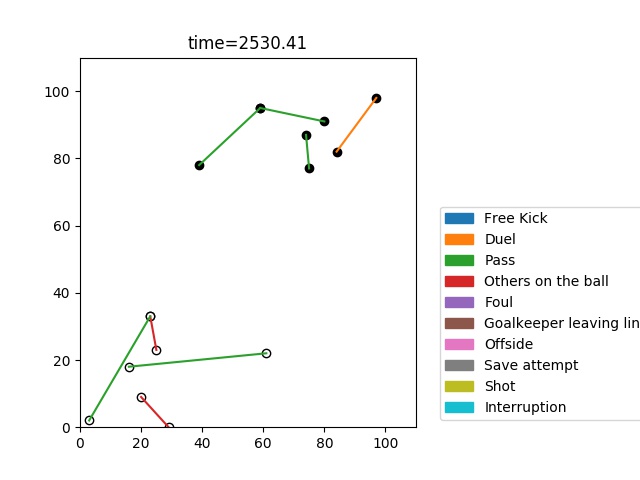 time=2530.41
100
80
60
40
20
0
0 20 40 60 80 100
Free Kick
Duel
Pass
Others on the ball
Foul
Goalkeeper leaving lin
Offside
Save attempt
Shot
Interruption